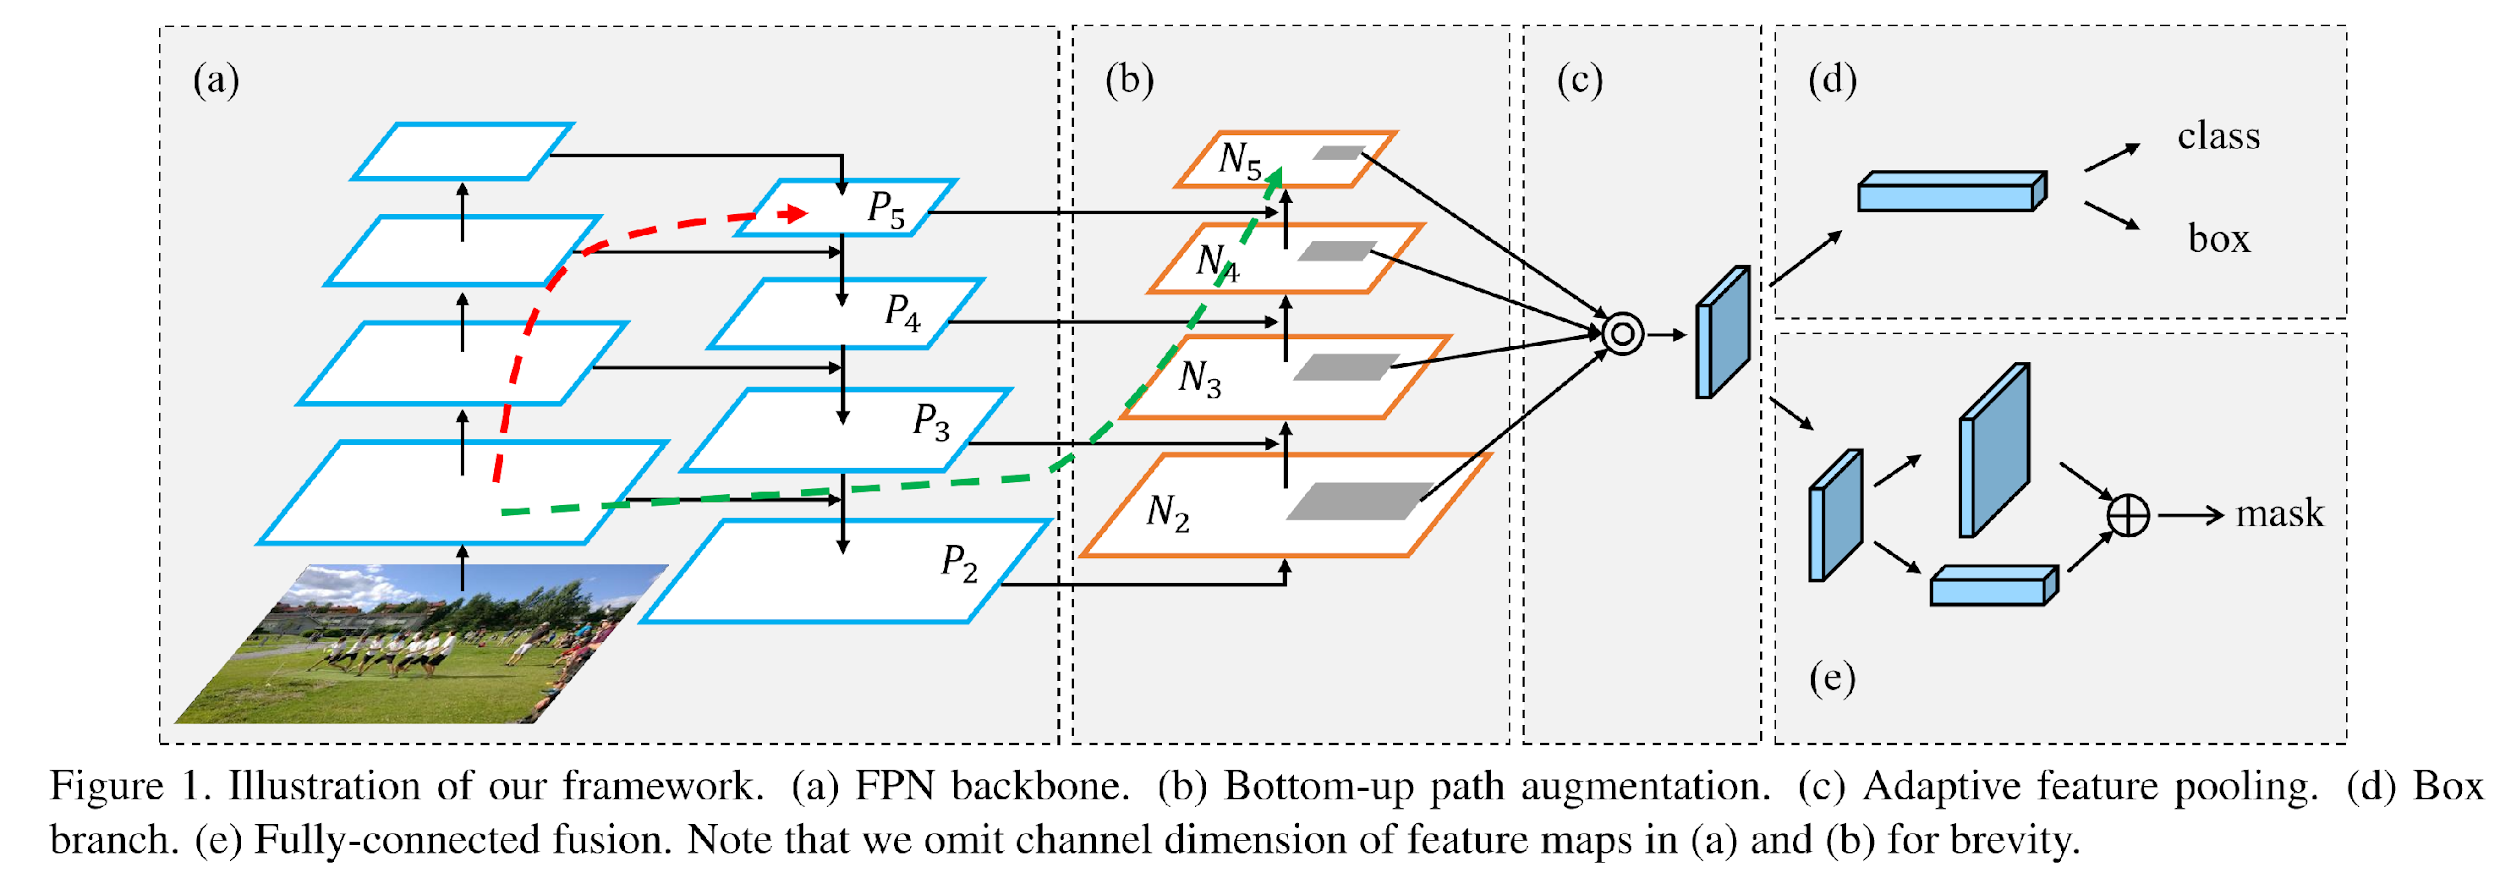 (a)
P5
P4
P3
P2
(b)
N5
N4
N3
N2
(c)
(d)
class
box
mask
(e)
Figure 1. Illustration of our framework. (a) FPN backbone. (b) Bottom-up path augmentation. (c) Adaptive feature pooling. (d) Box
branch. (e) Fully-connected fusion. Note that we omit channel dimension of feature maps in (a) and (b) for brevity.